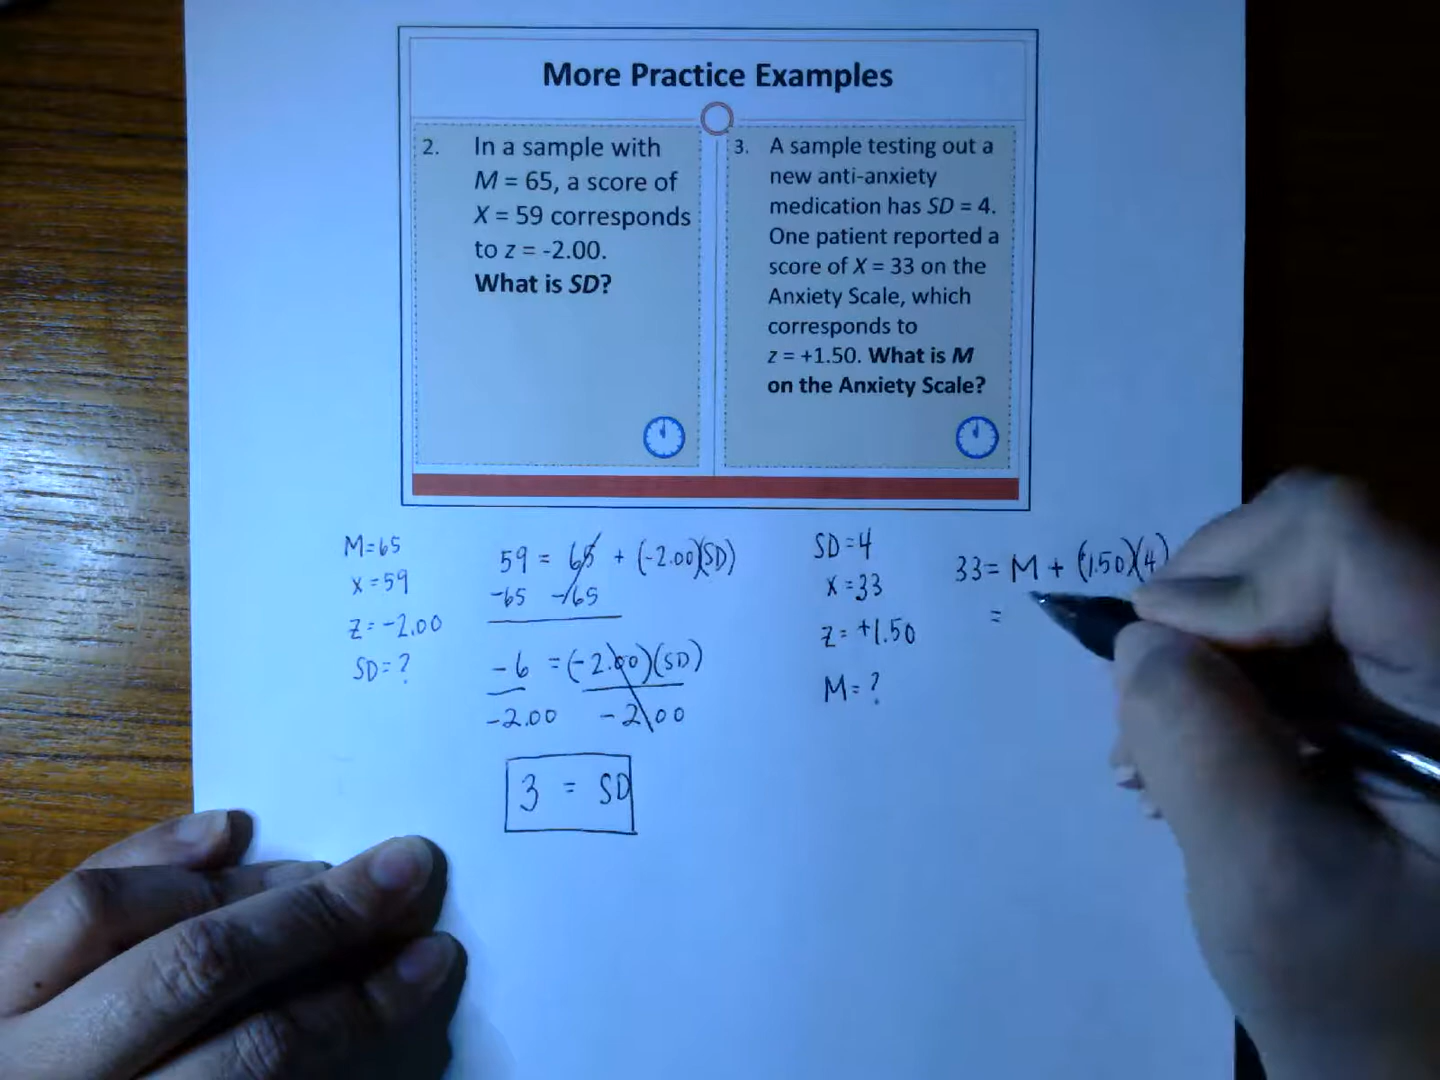 More Practice Examples
2. In a sample with
M = 65, a score of
X = 59 corresponds
to z = -2.00.
What is SD?
3. A sample testing out a
new anti-anxiety
medication has SD = 4.
One patient reported a
score of X = 33 on the
Anxiety Scale, which
corresponds to
z = +1.50. What is M
on the Anxiety Scale?
M=65
X=59
Z=-2.00
SD=?
59 = 65 + (-2.00)(SD)
-65 -65
-6 = (-2.00)(SD)
-2.00 -2.00
3 = SD
SD=4
X=33
Z=+1.50
M=?
33= M + (1.50)(4)
=